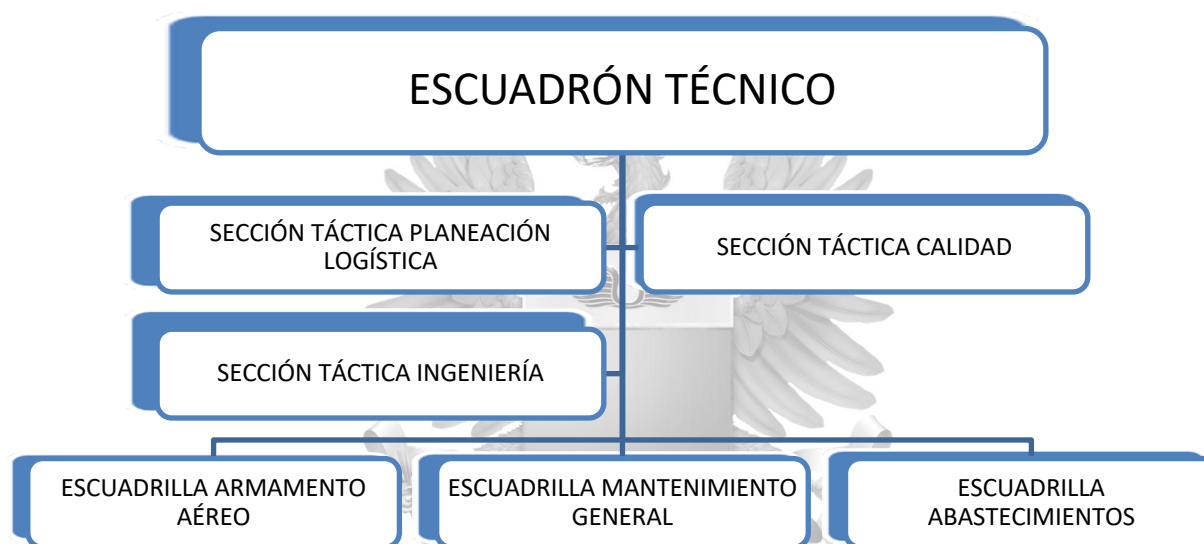 ESCUADRÓN TÉCNICO
SECCIÓN TÁCTICA PLANEACIÓN
LOGÍSTICA
SECCIÓN TÁCTICA CALIDAD
SECCIÓN TÁCTICA INGENIERÍA
ESCUADRILLA ARMAMENTO
AÉREO
ESCUADRILLA MANTENIMIENTO
GENERAL
ESCUADRILLA
ABASTECIMIENTOS